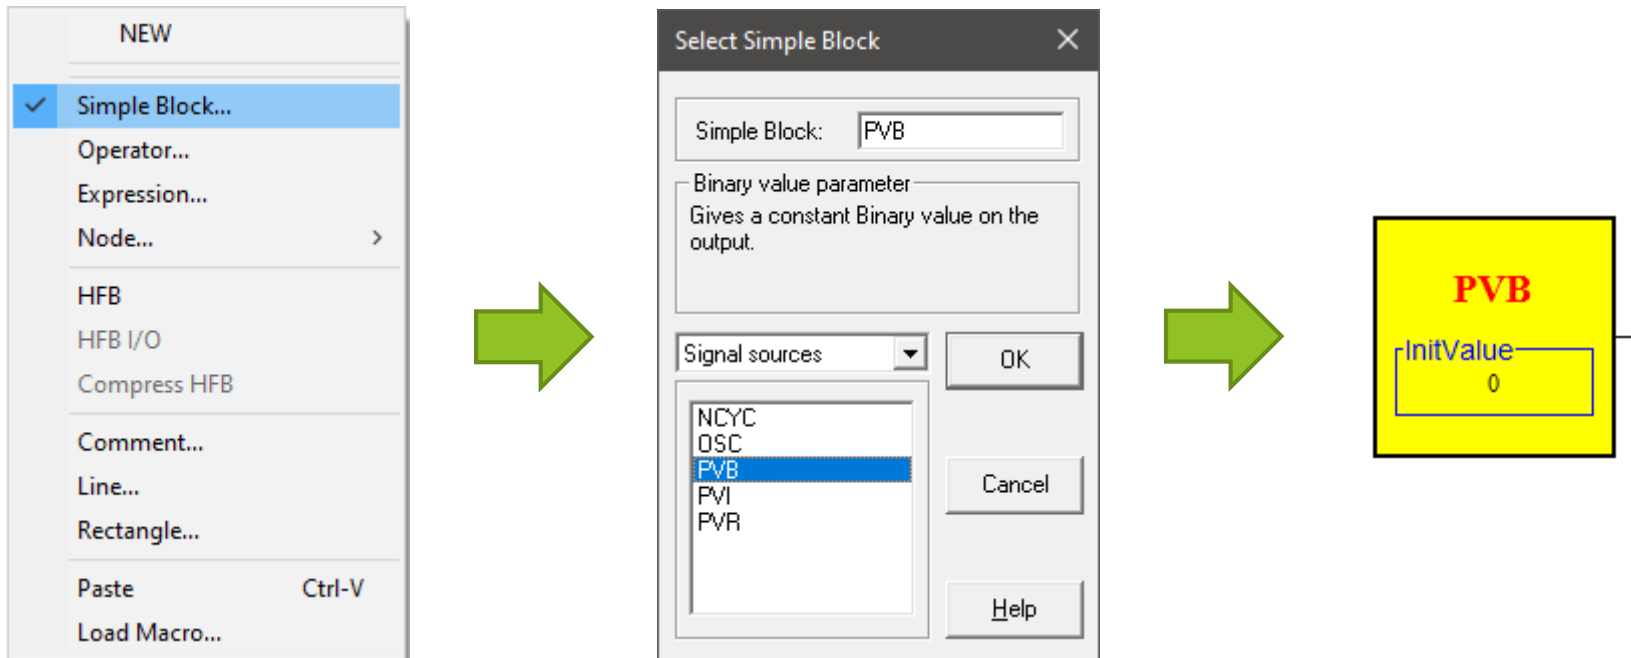 NEW
Simple Block...
Operator...
Expression...
Node...
HFB
HFB I/O
Compress HFB
Comment...
Line...
Rectangle...
Paste Ctrl-V
Load Macro...
Select Simple Block
Simple Block: PVB
Binary value parameter
Gives a constant Binary value on the
output.
Signal sources
OK
NCYC
OSC
PVB
PVI
PVR
Cancel
Help
PVB
InitValue
0